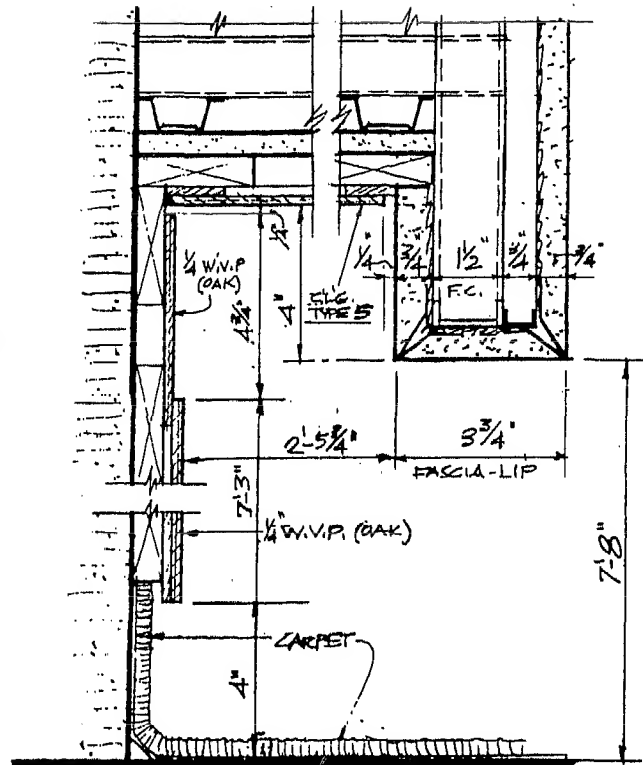 1/4"
3/4"
1 1/2"
3/4"
3/4"
F.C.
1/4 W.V.P
(OAK)
1/4"
4 3/4"
4"
CLG.
TYPE 5
2'-5 3/4"
3 3/4"
FASCIA-LIP
7'-3"
1/4" W.V.P. (OAK)
7'-8"
CARPET
4"